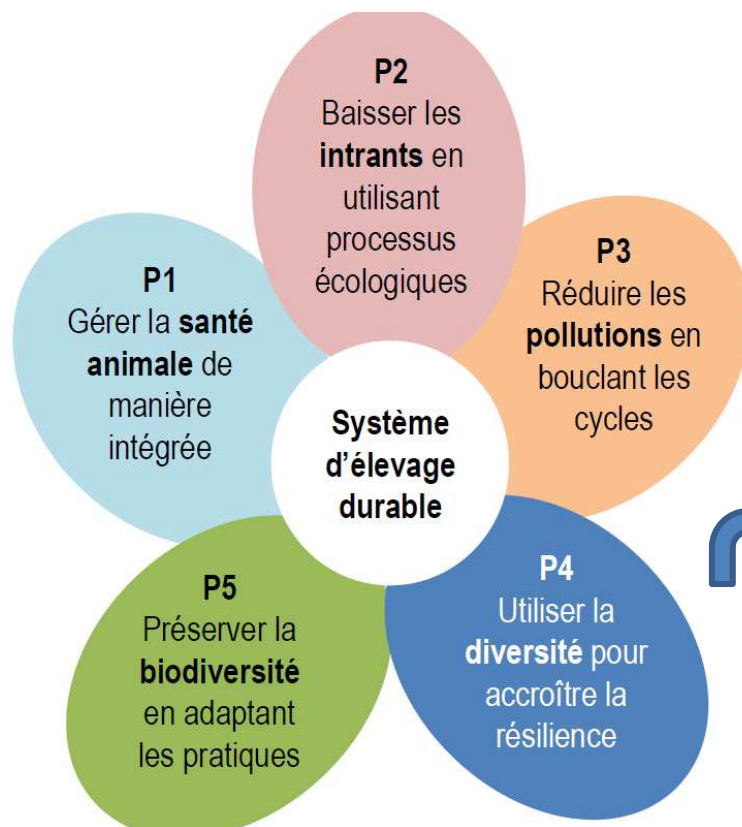 P2
Baisser les
intrants en
utilisant
processus
écologiques
P1
Gérer la santé
animale de
manière
intégrée
P3
Réduire les
pollutions en
bouclant les
cycles
Système
d'élevage
durable
P5
Préserver la
biodiversité
en adaptant
les pratiques
P4
Utiliser la
diversité pour
accroître la
résilience